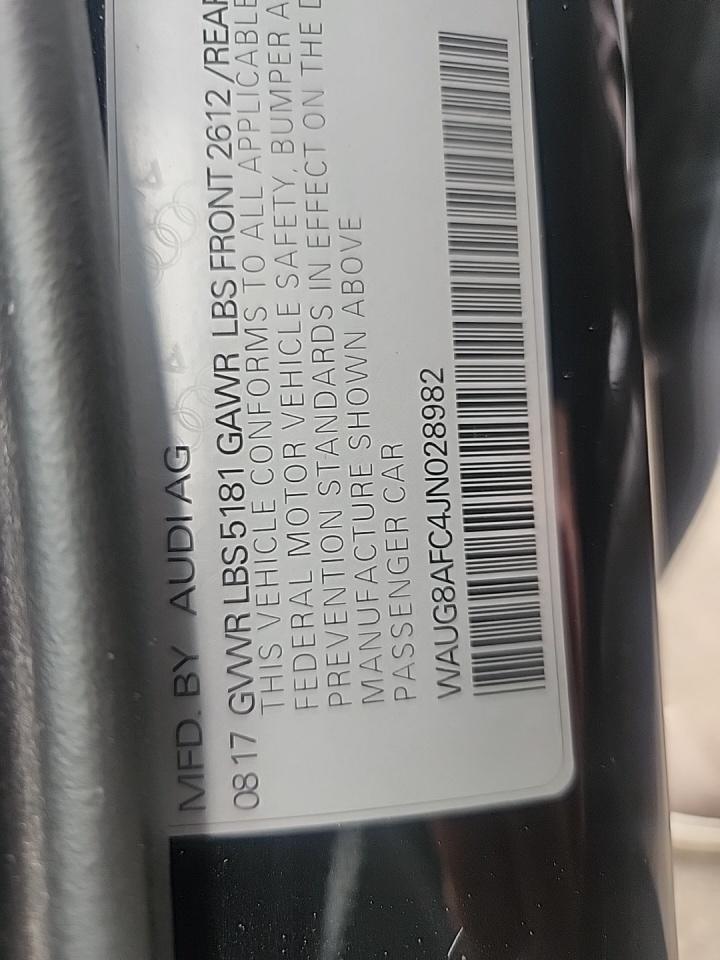 MFD. BY AUDI AG
08 17 GVWR LBS 5181 GAWR LBS FRONT 2612 /REAR
THIS VEHICLE CONFORMS TO ALL APPLICABLE
FEDERAL MOTOR VEHICLE SAFETY, BUMPER A
PREVENTION STANDARDS IN EFFECT ON THE D
MANUFACTURE SHOWN ABOVE
PASSENGER CAR
WAUG8AFC4JN028982